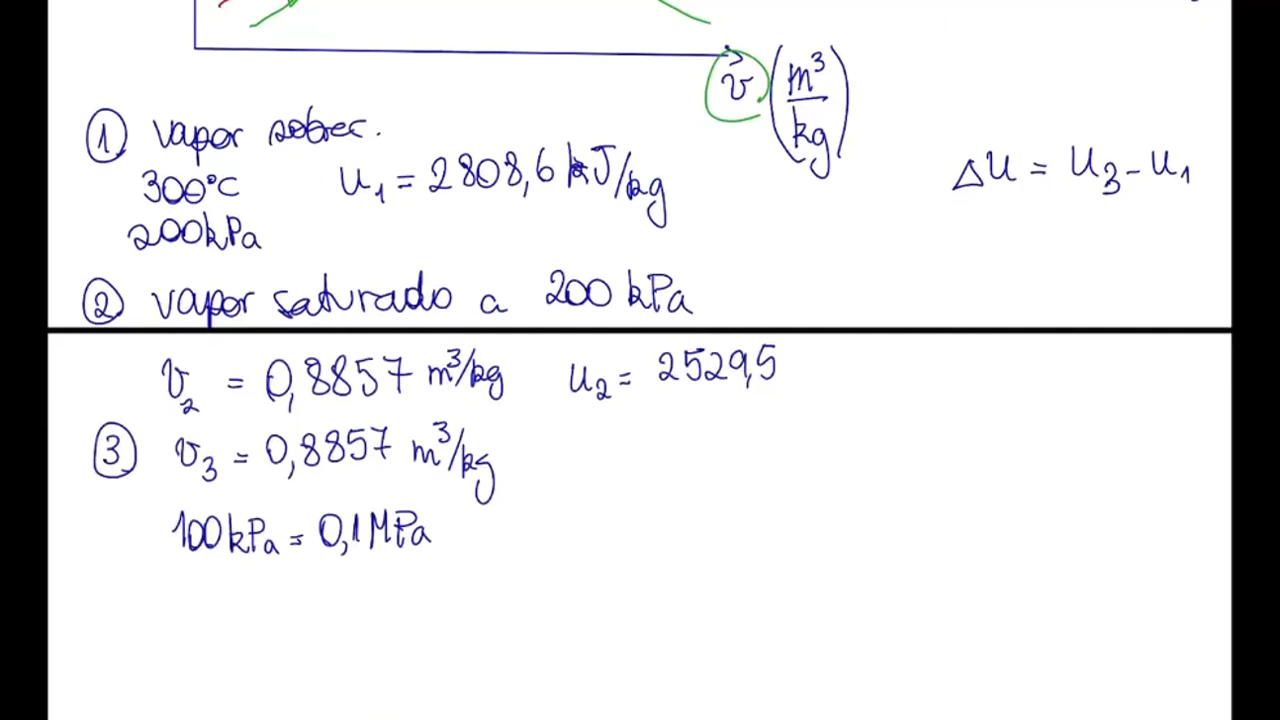 v (m³/kg)
① vapor sobrec.
300°C u₁ = 2808,6 kJ/kg ΔU = U₃ - U₁
200kPa
② vapor saturado a 200 kPa
v₂ = 0,8857 m³/kg u₂ = 2529,5
③ v₃ = 0,8857 m³/kg
100kPa = 0,1MPa